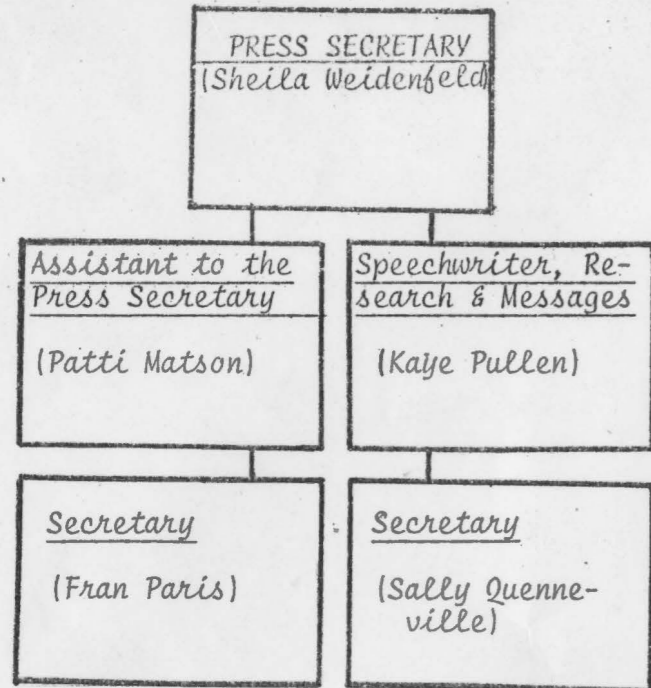 PRESS SECRETARY
(Sheila Weidenfeld)
Assistant to the
Press Secretary
(Patti Matson)
Speechwriter, Re-
search & Messages
(Kaye Pullen)
Secretary
(Fran Paris)
Secretary
(Sally Quenne-
ville)